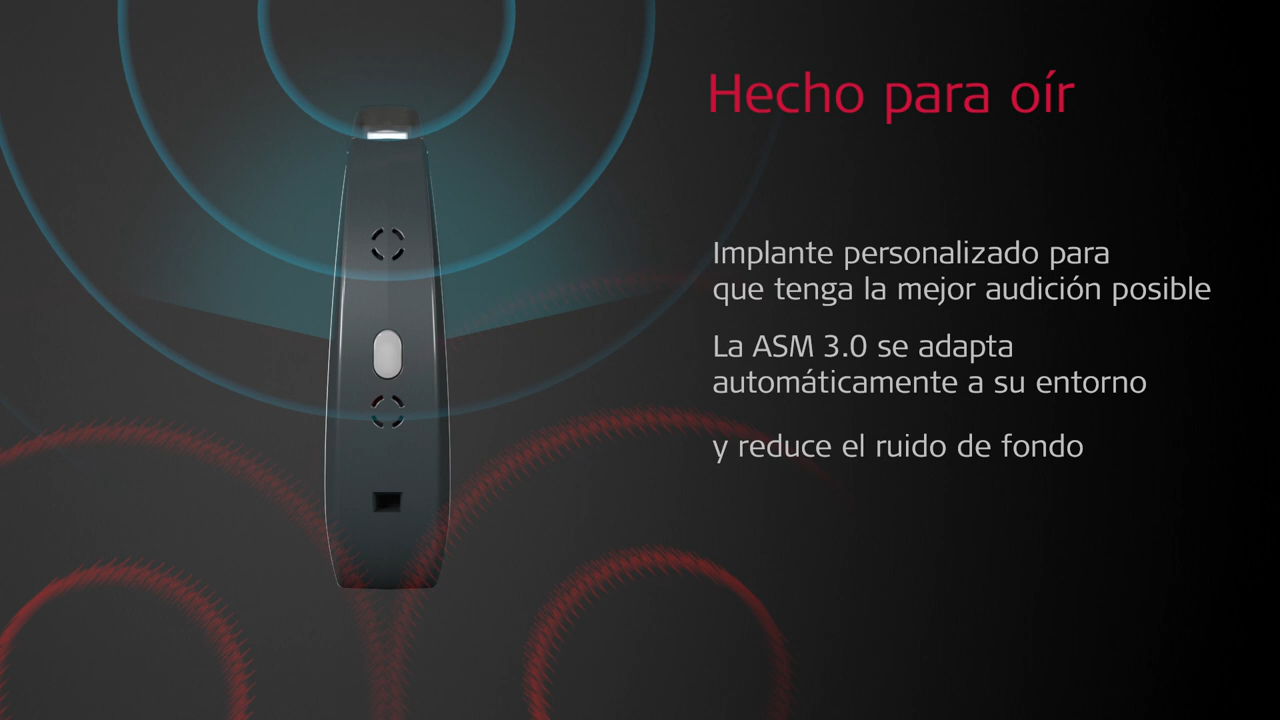 Hecho para oír
Implante personalizado para
que tenga la mejor audición posible
La ASM 3.0 se adapta
automáticamente a su entorno
y reduce el ruido de fondo